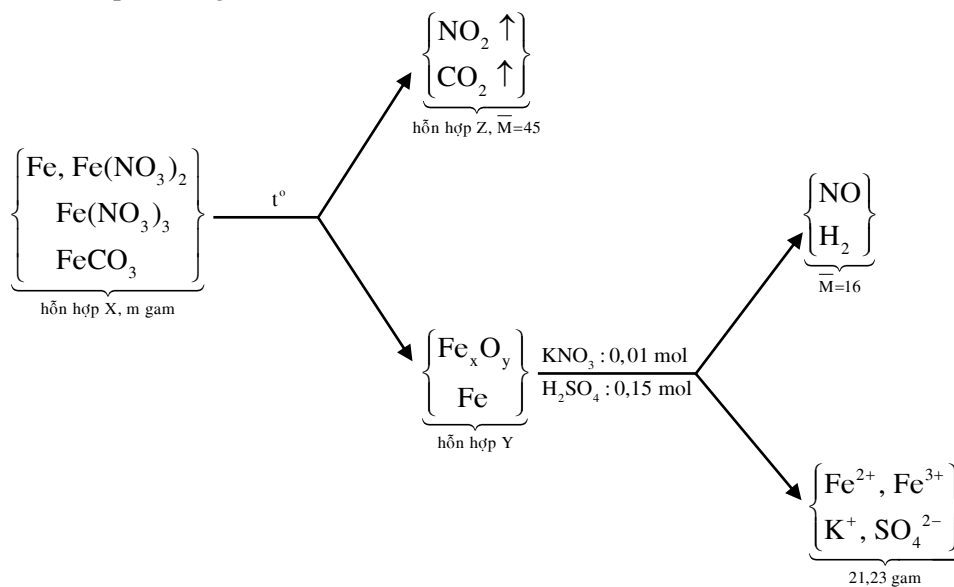 NO₂ ↑
CO₂ ↑
hỗn hợp Z, M̅=45
Fe, Fe(NO₃)₂
Fe(NO₃)₃
FeCO₃
hỗn hợp X, m gam
t°
NO
H₂
M̅=16
FeₓOᵧ
Fe
hỗn hợp Y
KNO₃ : 0,01 mol
H₂SO₄ : 0,15 mol
Fe²⁺, Fe³⁺
K⁺, SO₄²⁻
21,23 gam